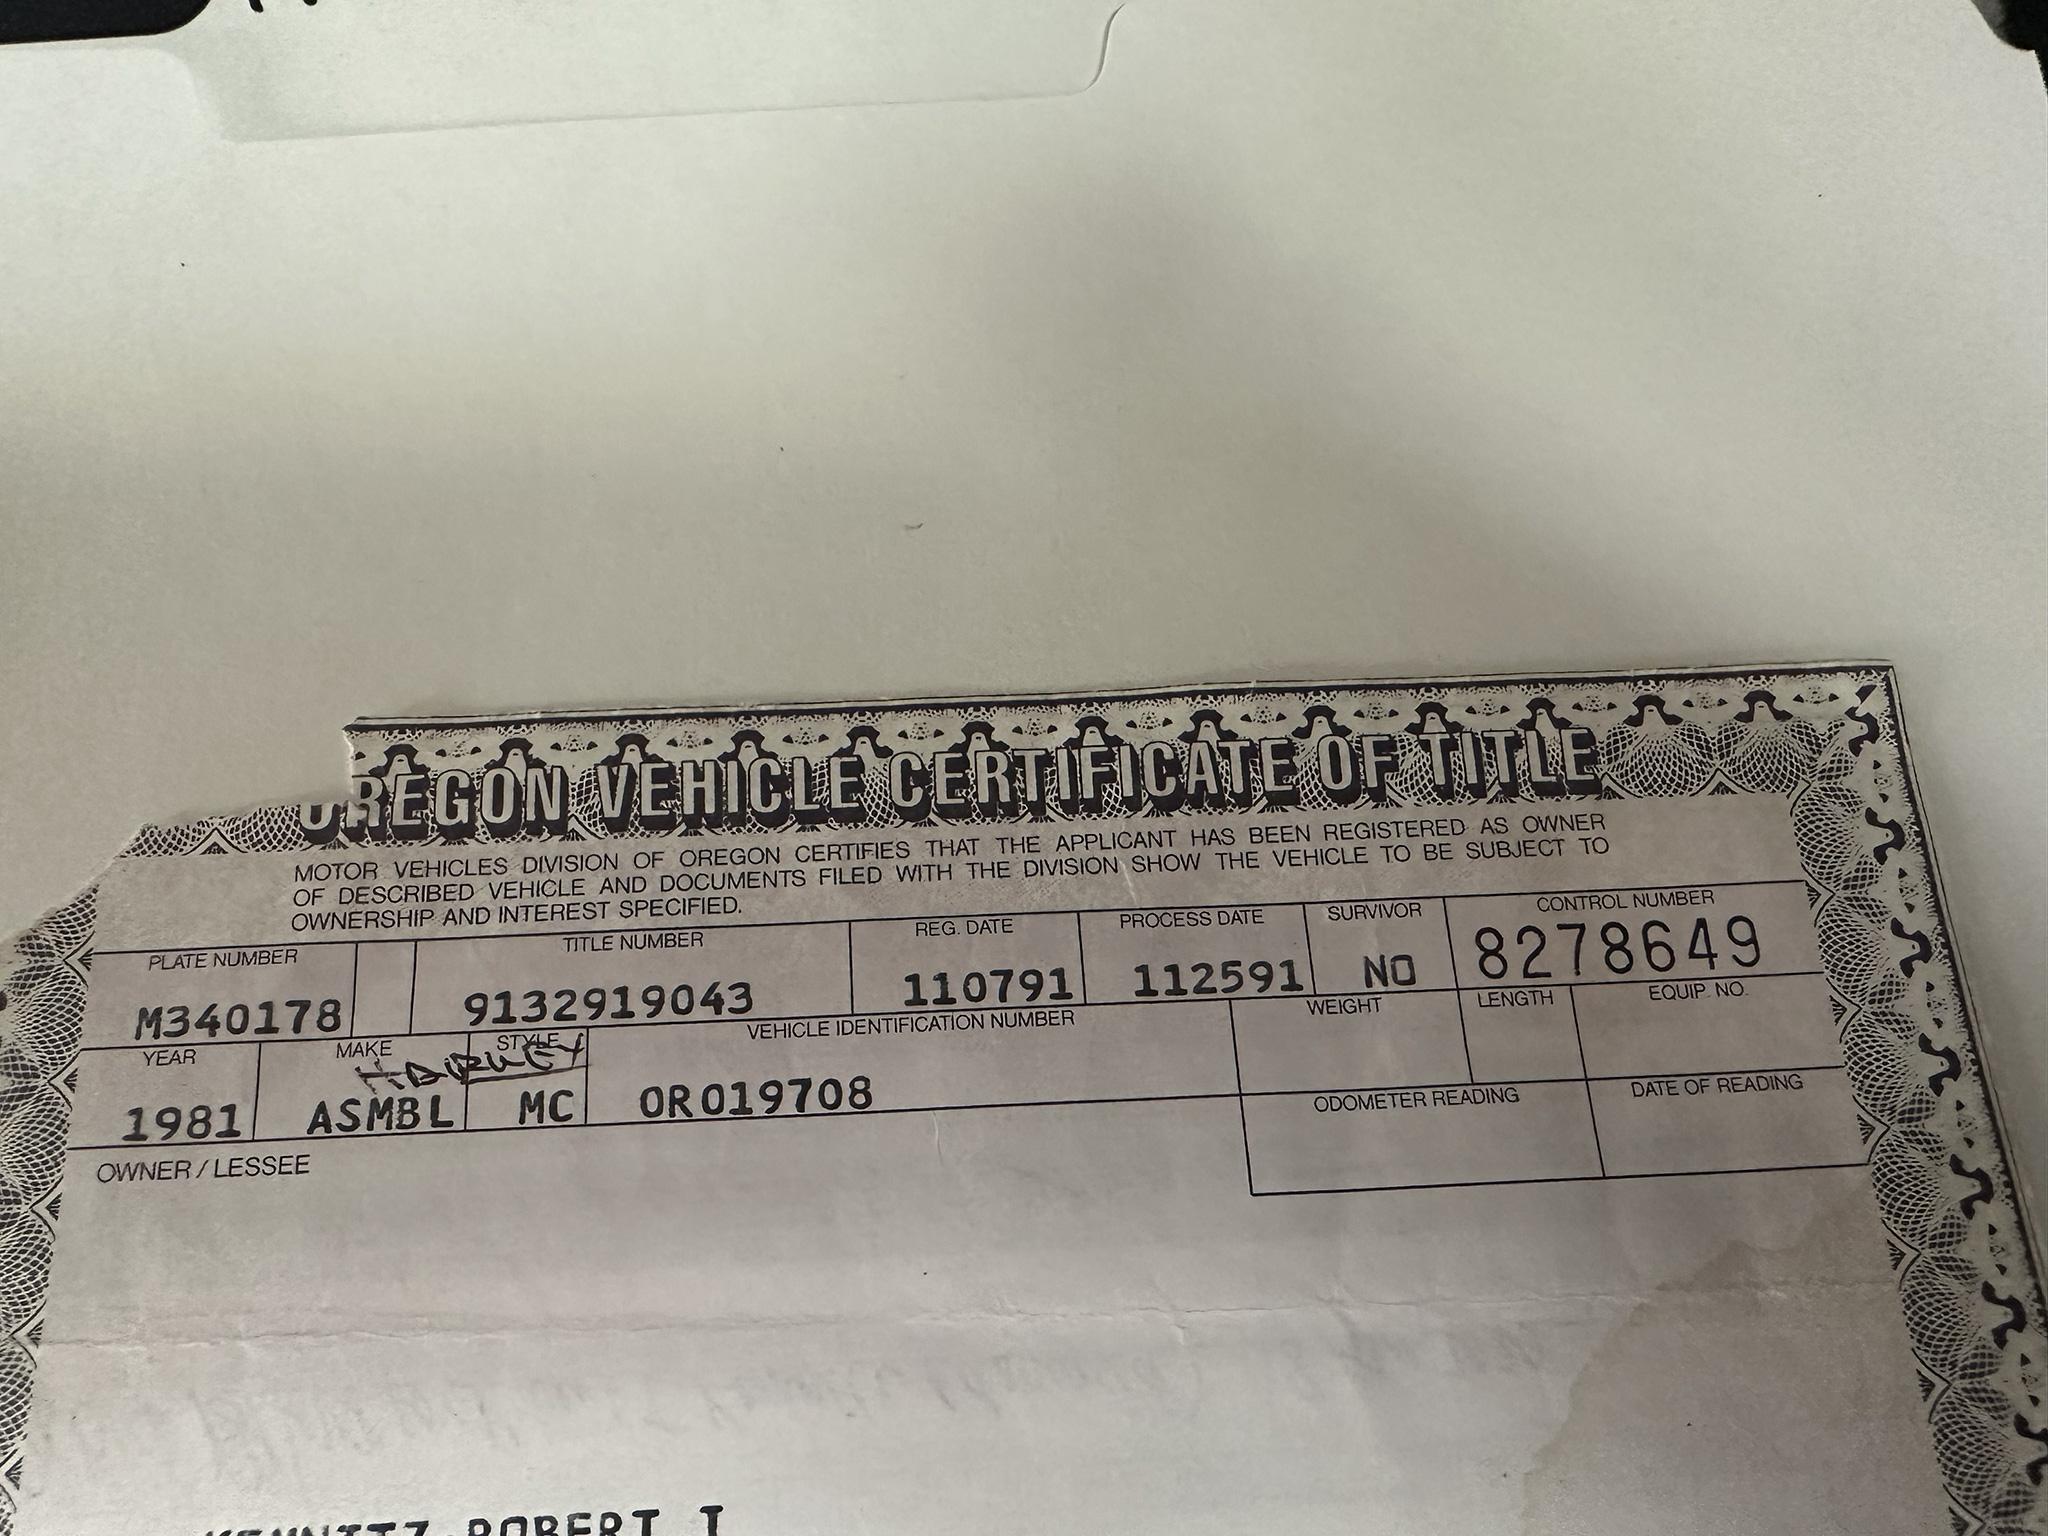 OREGON VEHICLE CERTIFICATE OF TITLE
MOTOR VEHICLES DIVISION OF OREGON CERTIFIES THAT THE APPLICANT HAS BEEN REGISTERED AS OWNER
OF DESCRIBED VEHICLE AND DOCUMENTS FILED WITH THE DIVISION SHOW THE VEHICLE TO BE SUBJECT TO
OWNERSHIP AND INTEREST SPECIFIED.
PLATE NUMBER TITLE NUMBER REG. DATE PROCESS DATE SURVIVOR CONTROL NUMBER
M340178 9132919043 110791 112591 NO 8278649
YEAR MAKE STYLE VEHICLE IDENTIFICATION NUMBER WEIGHT LENGTH EQUIP. NO.
HARLEY
1981 ASMBL MC OR019708
ODOMETER READING DATE OF READING
OWNER / LESSEE
ROBERT